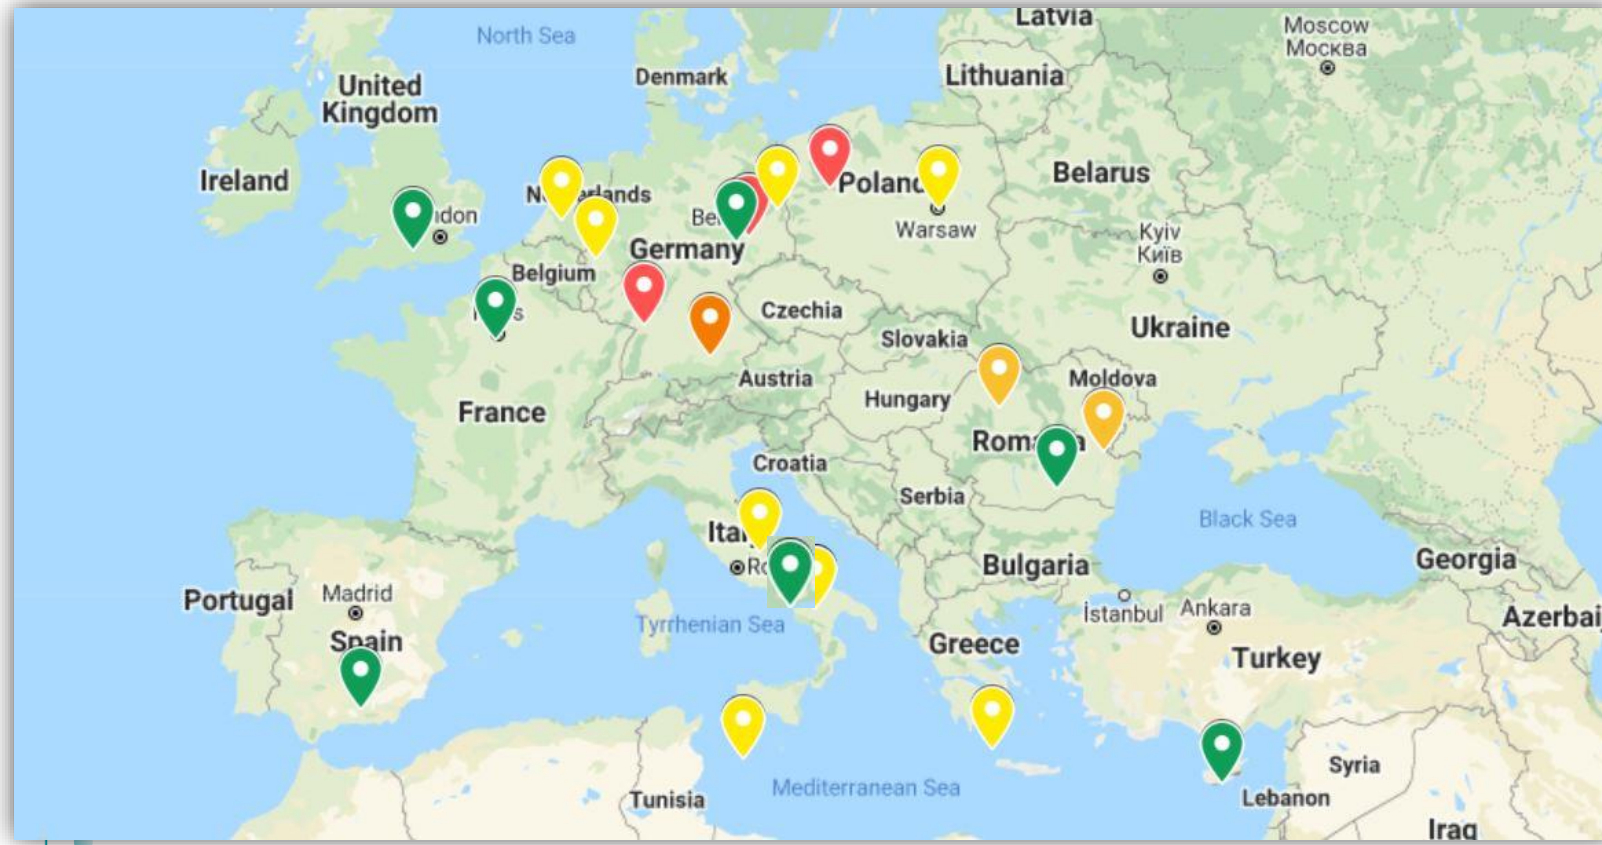 Latvia
Moscow
Москва
North Sea
Denmark
Lithuania
United
Kingdom
Ireland
Belarus
Poland
Warsaw
Kyiv
Київ
Germany
Belgium
Czechia
Ukraine
Slovakia
Austria
Moldova
Hungary
France
Croatia
Serbia
Black Sea
Bulgaria
Georgia
Portugal
Madrid
Spain
Tyrrhenian Sea
İstanbul
Ankara
Azerbai
Greece
Turkey
Syria
Mediterranean Sea
Tunisia
Lebanon
Iraq